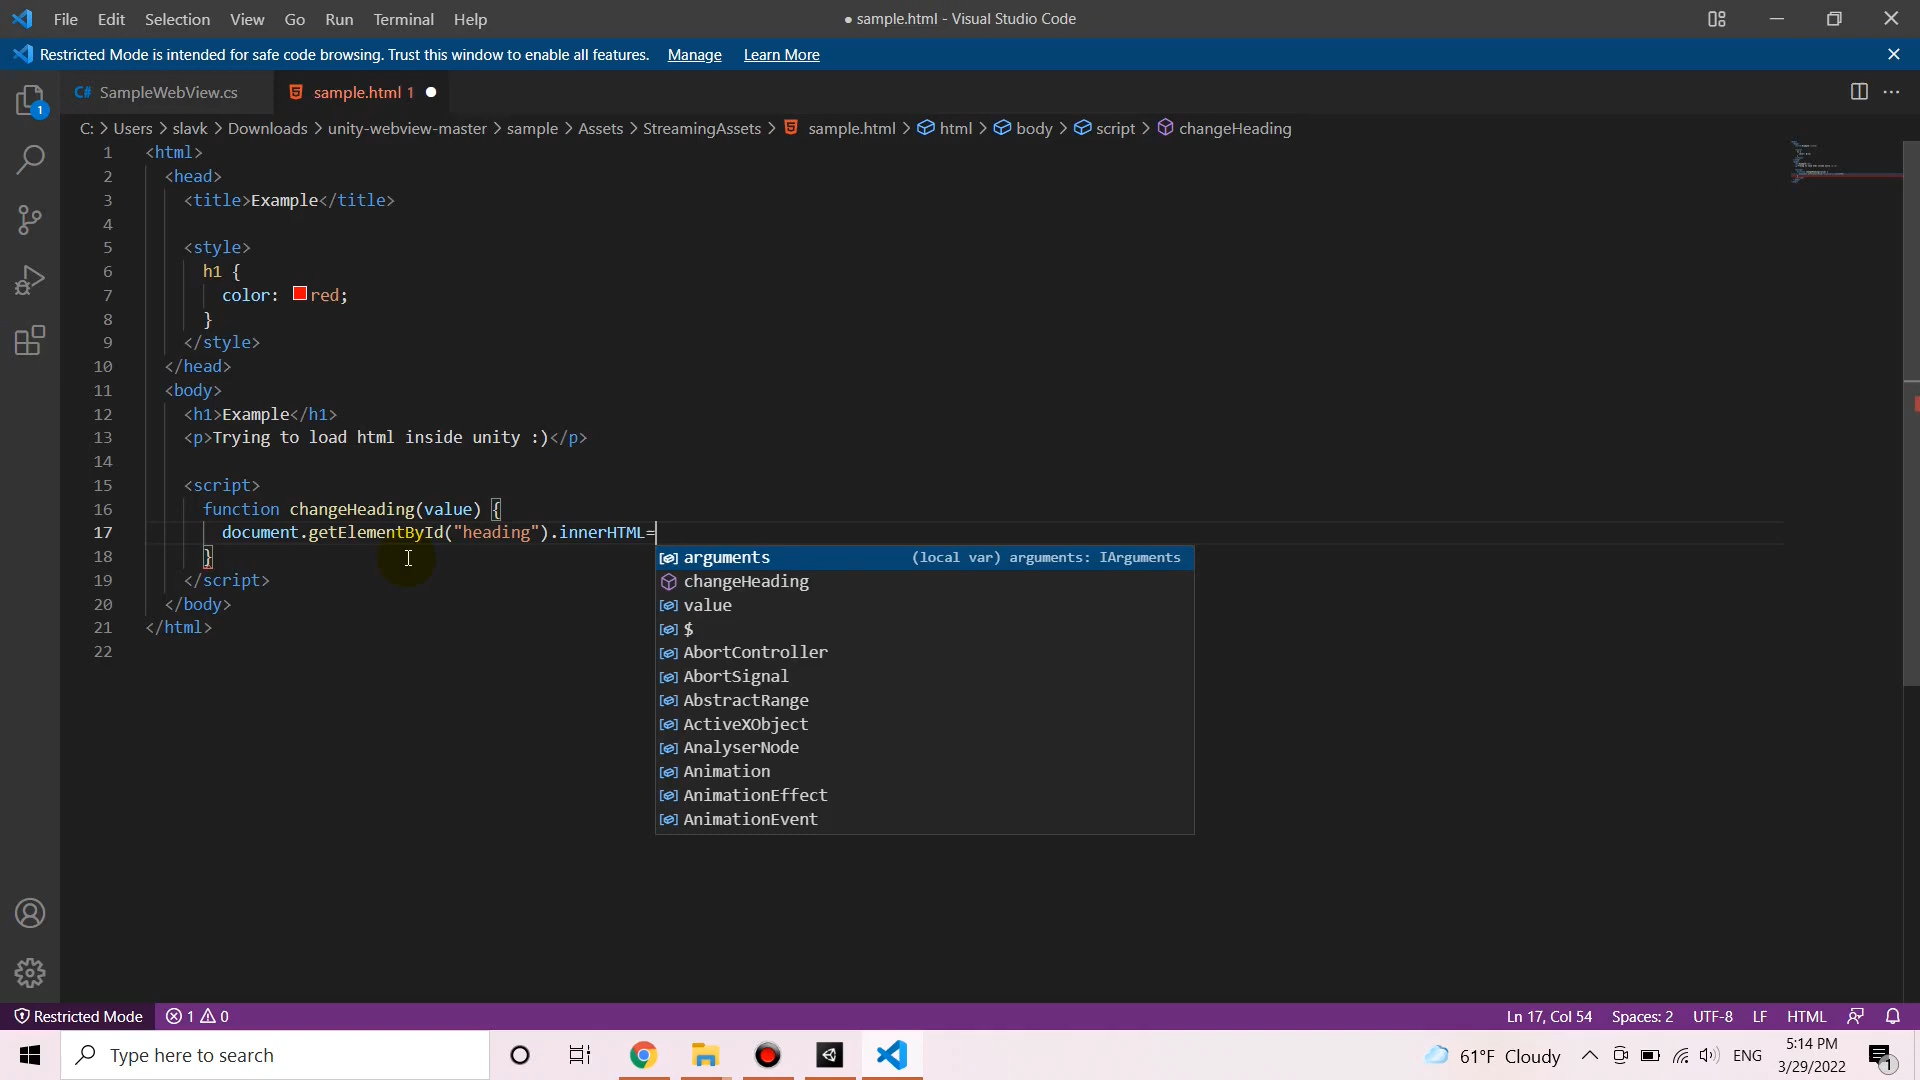 File Edit Selection View Go Run Terminal Help ● sample.html - Visual Studio Code
Restricted Mode is intended for safe code browsing. Trust this window to enable all features. Manage Learn More
1 C# SampleWebView.cs sample.html 1
C: > Users > slavk > Downloads > unity-webview-master > sample > Assets > StreamingAssets > sample.html > html > body > script > changeHeading
1 <html>
2 <head>
3 <title>Example</title>
4
5 <style>
6 h1 {
7 color: red;
8 }
9 </style>
10 </head>
11 <body>
12 <h1>Example</h1>
13 <p>Trying to load html inside unity :)</p>
14
15 <script>
16 function changeHeading(value) {
17 document.getElementById("heading").innerHTML=
18 }
19 </script>
20 </body>
21 </html>
22
arguments (local var) arguments: IArguments
changeHeading
value
$
AbortController
AbortSignal
AbstractRange
ActiveXObject
AnalyserNode
Animation
AnimationEffect
AnimationEvent
Restricted Mode 1 0 Ln 17, Col 54 Spaces: 2 UTF-8 LF HTML
Type here to search 61°F Cloudy ENG 5:14 PM
3/29/2022 1